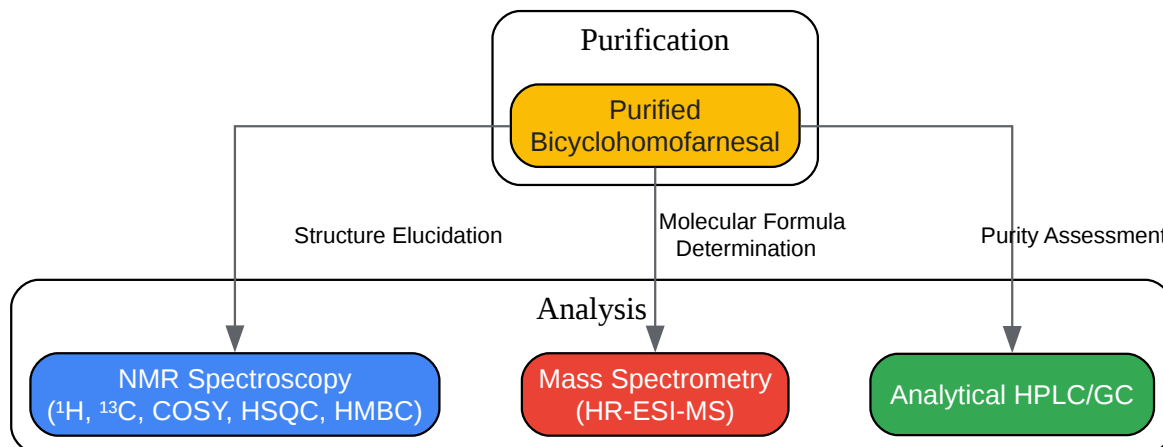 Purification
Purified
Bicyclohomofarnesal
Structure Elucidation
Molecular Formula
Determination
Purity Assessment
Analysis
NMR Spectroscopy
(¹H, ¹³C, COSY, HSQC, HMBC)
Mass Spectrometry
(HR-ESI-MS)
Analytical HPLC/GC